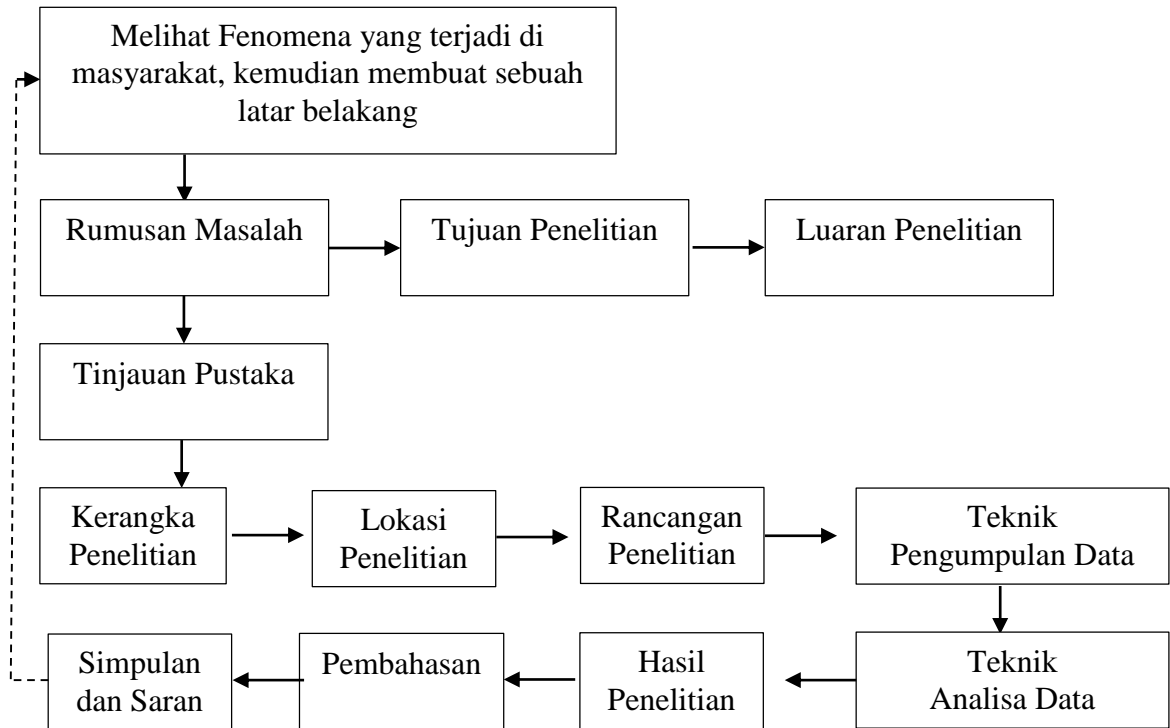 Melihat Fenomena yang terjadi di
masyarakat, kemudian membuat sebuah
latar belakang
Rumusan Masalah
Tujuan Penelitian
Luaran Penelitian
Tinjauan Pustaka
Kerangka
Penelitian
Lokasi
Penelitian
Rancangan
Penelitian
Teknik
Pengumpulan Data
Teknik
Analisa Data
Hasil
Penelitian
Pembahasan
Simpulan
dan Saran